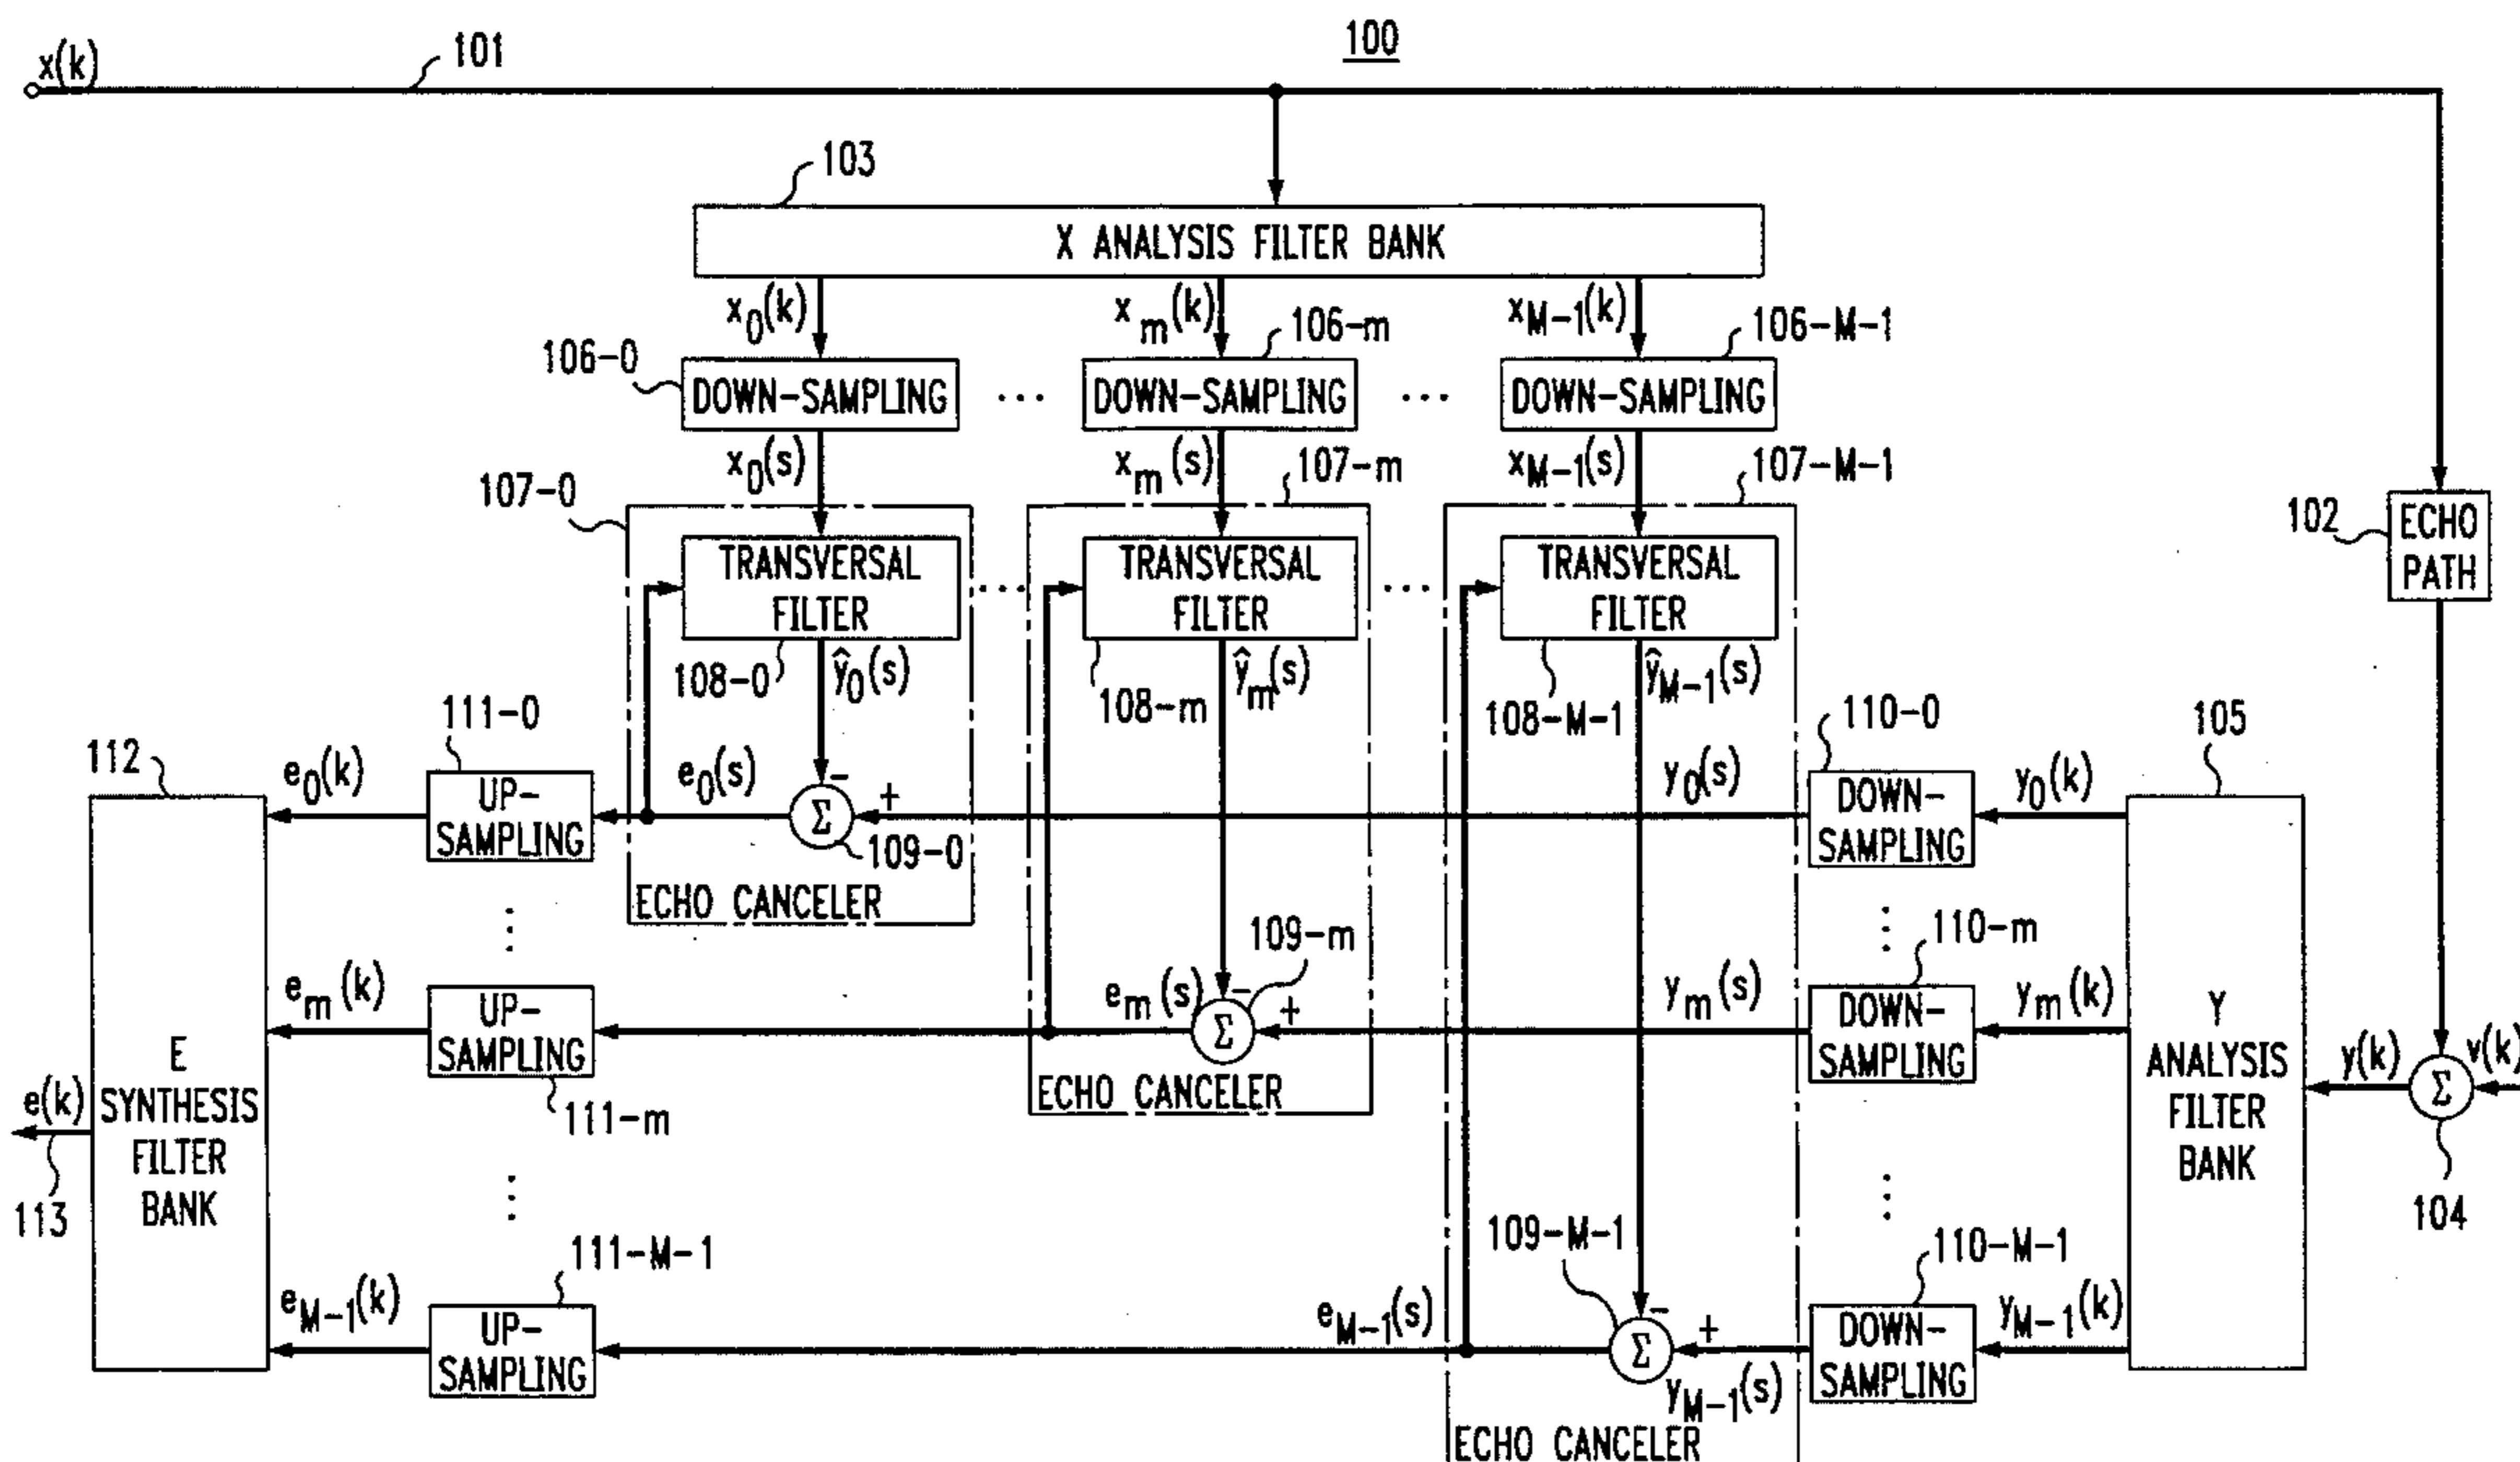 100
x(k)
101
103
X ANALYSIS FILTER BANK
x0(k)
xm(k)
xM-1(k)
106-0
106-m
106-M-1
DOWN-SAMPLING
...
DOWN-SAMPLING
...
DOWN-SAMPLING
x0(s)
xm(s)
xM-1(s)
107-0
107-m
107-M-1
102
ECHO
PATH
TRANSVERSAL
FILTER
...
TRANSVERSAL
FILTER
...
TRANSVERSAL
FILTER
108-0
ŷ0(s)
108-m
ŷm(s)
108-M-1
ŷM-1(s)
112
e0(k)
111-0
UP-
SAMPLING
e0(s)
-
Σ
+
109-0
ECHO CANCELER
y0(s)
110-0
DOWN-
SAMPLING
y0(k)
105
em(k)
UP-
SAMPLING
111-m
em(s)
-
Σ
+
109-m
ECHO CANCELER
ym(s)
110-m
DOWN-
SAMPLING
ym(k)
Y
ANALYSIS
FILTER
BANK
y(k)
Σ
v(k)
104
e(k)
113
E
SYNTHESIS
FILTER
BANK
111-M-1
eM-1(k)
UP-
SAMPLING
eM-1(s)
109-M-1
-
Σ
+
yM-1(s)
110-M-1
DOWN-
SAMPLING
yM-1(k)
ECHO CANCELER